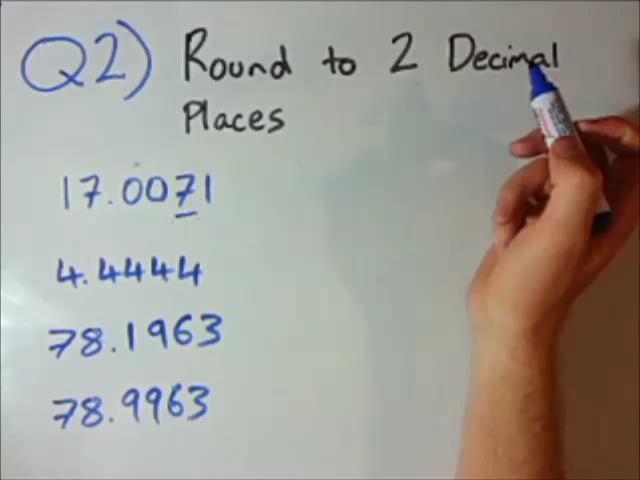 Q2) Round to 2 Decimal
Places
17.0071
4.4444
78.1963
78.9963